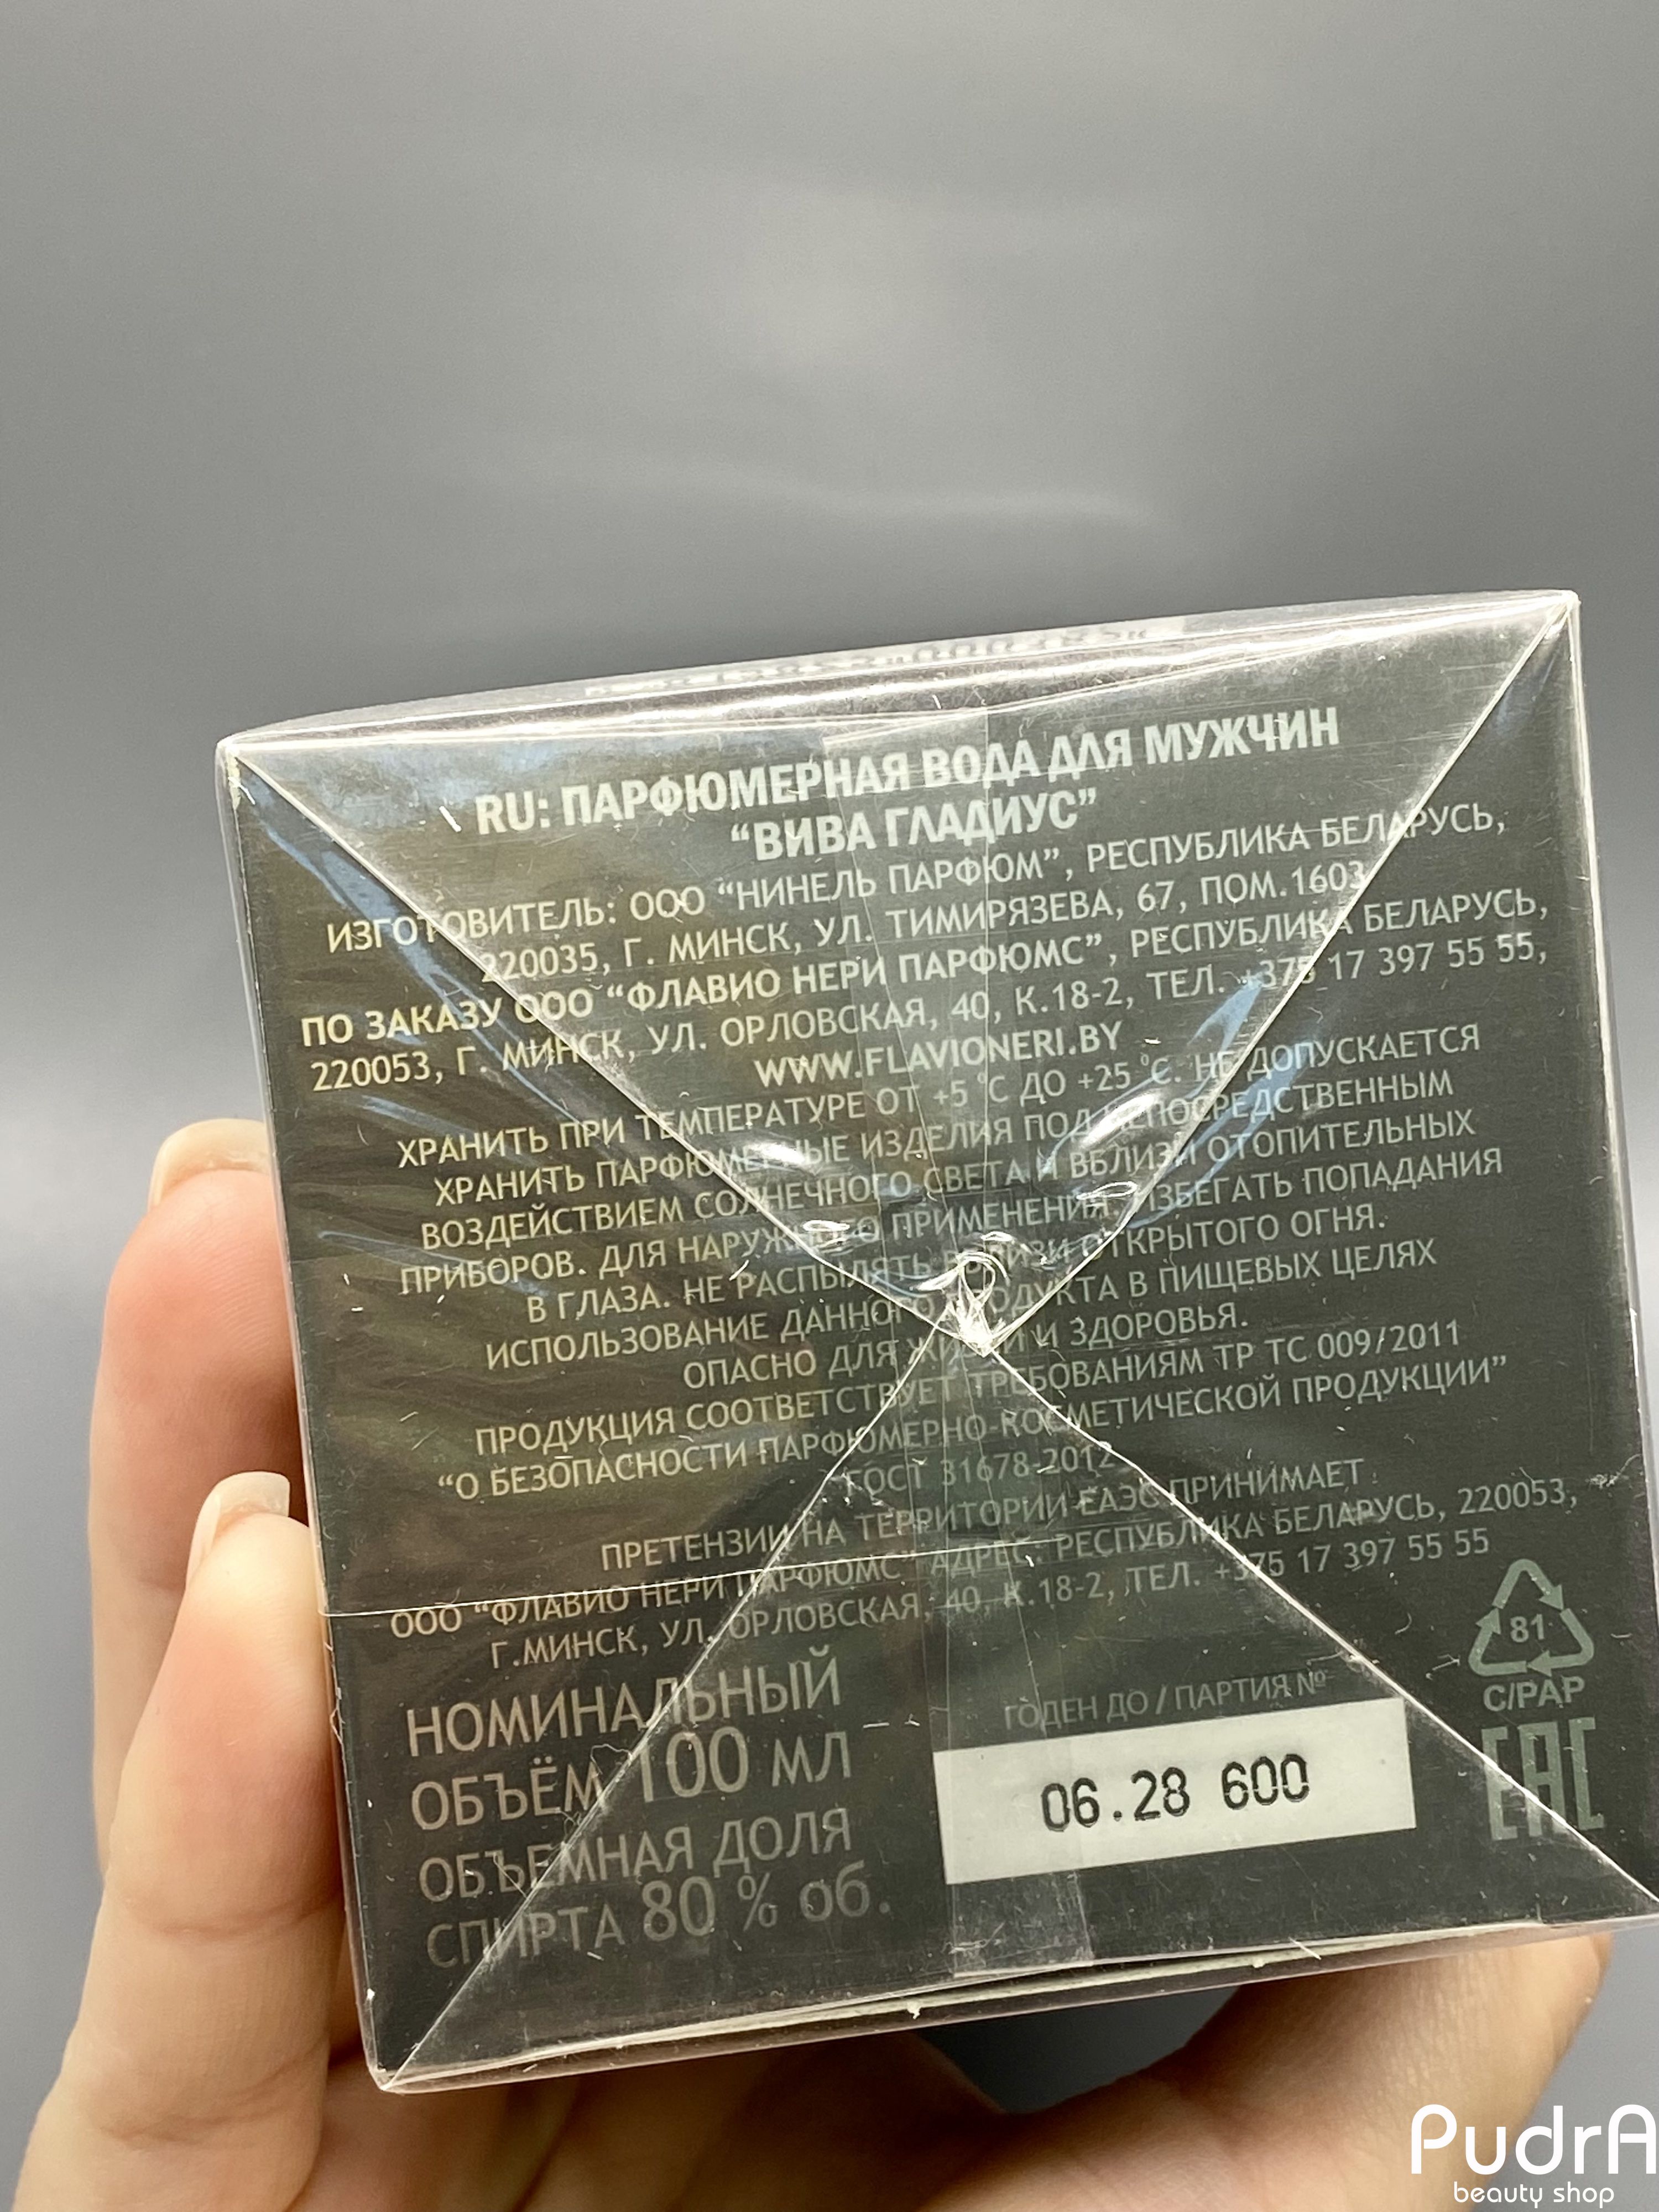 RU: ПАРФЮМЕРНАЯ ВОДА ДЛЯ МУЖЧИН
“ВИВА ГЛАДИУС”
ИЗГОТОВИТЕЛЬ: ООО “НИНЕЛЬ ПАРФЮМ”, РЕСПУБЛИКА БЕЛАРУСЬ,
220035, Г. МИНСК, УЛ. ТИМИРЯЗЕВА, 67, ПОМ.1603
ПО ЗАКАЗУ ООО “ФЛАВИО НЕРИ ПАРФЮМС”, РЕСПУБЛИКА БЕЛАРУСЬ,
220053, Г. МИНСК, УЛ. ОРЛОВСКАЯ, 40, К.18-2, ТЕЛ. +375 17 397 55 55,
WWW.FLAVIONERI.BY
ХРАНИТЬ ПРИ ТЕМПЕРАТУРЕ ОТ +5 °C ДО +25 °C. НЕ ДОПУСКАЕТСЯ
ХРАНИТЬ ПАРФЮМЕРНЫЕ ИЗДЕЛИЯ ПОД НЕПОСРЕДСТВЕННЫМ
ВОЗДЕЙСТВИЕМ СОЛНЕЧНОГО СВЕТА И ВБЛИЗИ ОТОПИТЕЛЬНЫХ
ПРИБОРОВ. ДЛЯ НАРУЖНОГО ПРИМЕНЕНИЯ. ИЗБЕГАТЬ ПОПАДАНИЯ
В ГЛАЗА. НЕ РАСПЫЛЯТЬ ВБЛИЗИ ОТКРЫТОГО ОГНЯ.
ИСПОЛЬЗОВАНИЕ ДАННОГО ПРОДУКТА В ПИЩЕВЫХ ЦЕЛЯХ
ОПАСНО ДЛЯ ЖИЗНИ И ЗДОРОВЬЯ.
ПРОДУКЦИЯ СООТВЕТСТВУЕТ ТРЕБОВАНИЯМ ТР ТС 009/2011
“О БЕЗОПАСНОСТИ ПАРФЮМЕРНО-КОСМЕТИЧЕСКОЙ ПРОДУКЦИИ”
ГОСТ 31678-2012
ПРЕТЕНЗИИ НА ТЕРРИТОРИИ ЕАЭС ПРИНИМАЕТ
ООО “ФЛАВИО НЕРИ ПАРФЮМС” АДРЕС: РЕСПУБЛИКА БЕЛАРУСЬ, 220053,
Г.МИНСК, УЛ. ОРЛОВСКАЯ, 40, К.18-2, ТЕЛ. +375 17 397 55 55
НОМИНАЛЬНЫЙ
ОБЪЁМ 100 МЛ
ОБЪЕМНАЯ ДОЛЯ
СПИРТА 80 % об.
ГОДЕН ДО / ПАРТИЯ №
06.28 600
81
C/PAP
EAC
PudrA
beauty shop